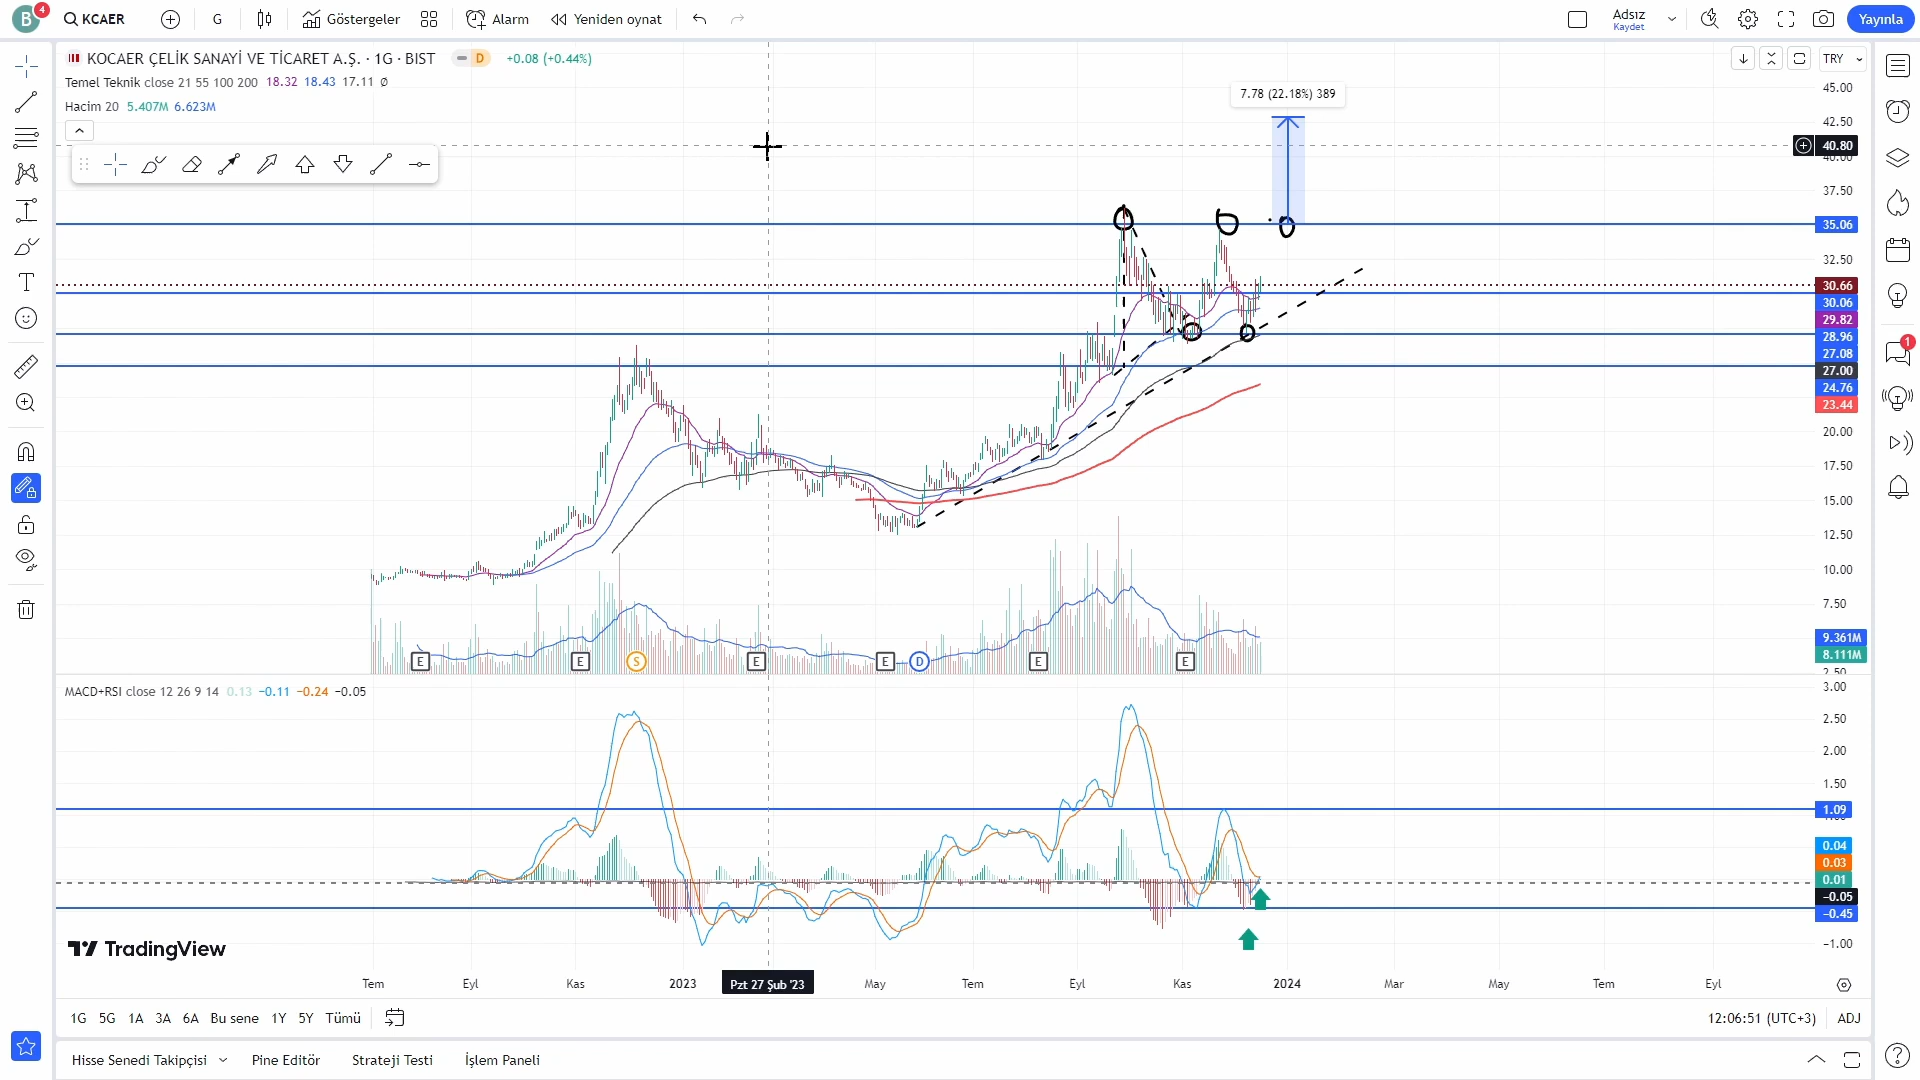 B 4 KCAER G Göstergeler Alarm Yeniden oynat Adsız Kaydet Yayınla
KOCAER ÇELİK SANAYİ VE TİCARET A.Ş. · 1G · BIST D +0.08 (+0.44%) TRY
Temel Teknik close 21 55 100 200 18.32 18.43 17.11 Ø
Hacim 20 5.407M 6.623M
7.78 (22.18%) 389
45.00
42.50
40.80
40.00
37.50
35.06
32.50
30.66
30.06
29.82
28.96
27.08
27.00
24.76
23.44
20.00
17.50
15.00
12.50
10.00
7.50
9.361M
8.111M
2.50
E E S E E D E E
MACD+RSI close 12 26 9 14 0.13 −0.11 −0.24 −0.05
3.00
2.50
2.00
1.50
1.09
0.04
0.03
0.01
−0.05
−0.45
−1.00
TradingView
Tem Eyl Kas 2023 Pzt 27 Şub '23 May Tem Eyl Kas 2024 Mar May Tem Eyl
1G 5G 1A 3A 6A Bu sene 1Y 5Y Tümü 12:06:51 (UTC+3) ADJ
Hisse Senedi Takipçisi Pine Editör Strateji Testi İşlem Paneli
1